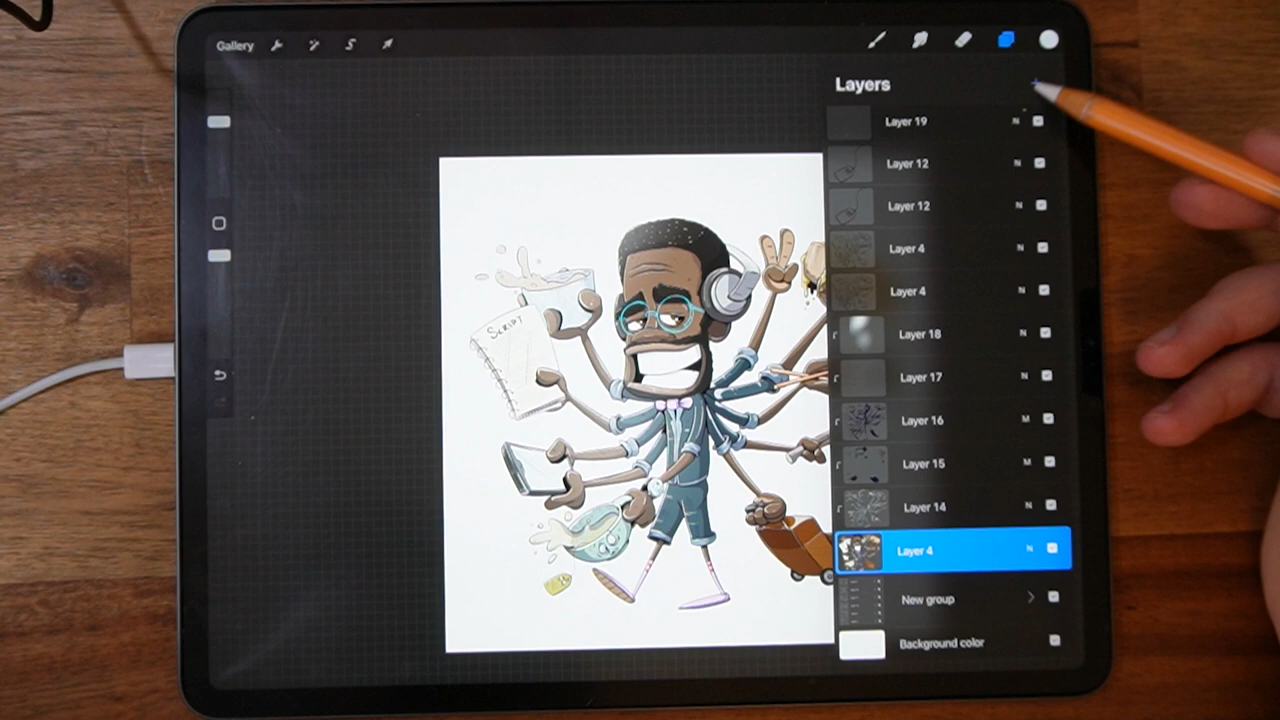 Gallery
Layers
Layer 19 N
Layer 12 N
Layer 12 N
Layer 4 N
Layer 4 N
Layer 18 N
Layer 17 N
Layer 16 M
Layer 15 M
Layer 14 N
Layer 4 N
New group
Background color
SCRIPT